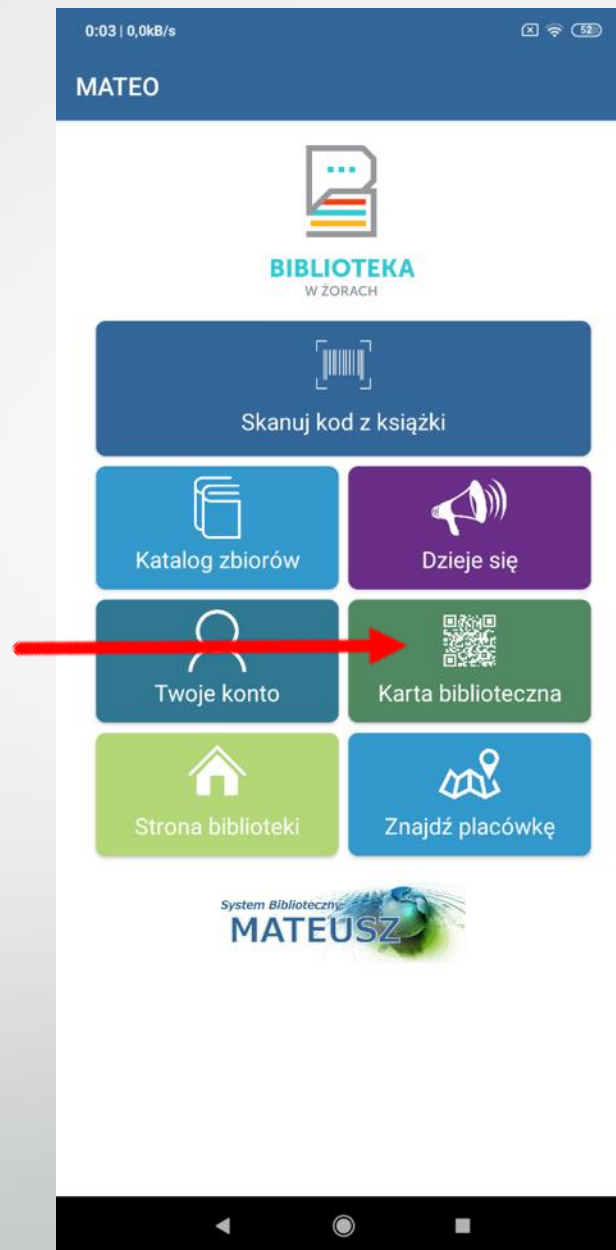 0:03 | 0,0kB/s
52
MATEO
BIBLIOTEKA
W ŻORACH
Skanuj kod z książki
Katalog zbiorów
Dzieje się
Twoje konto
Karta biblioteczna
Strona biblioteki
Znajdź placówkę
System Biblioteczny
MATEUSZ